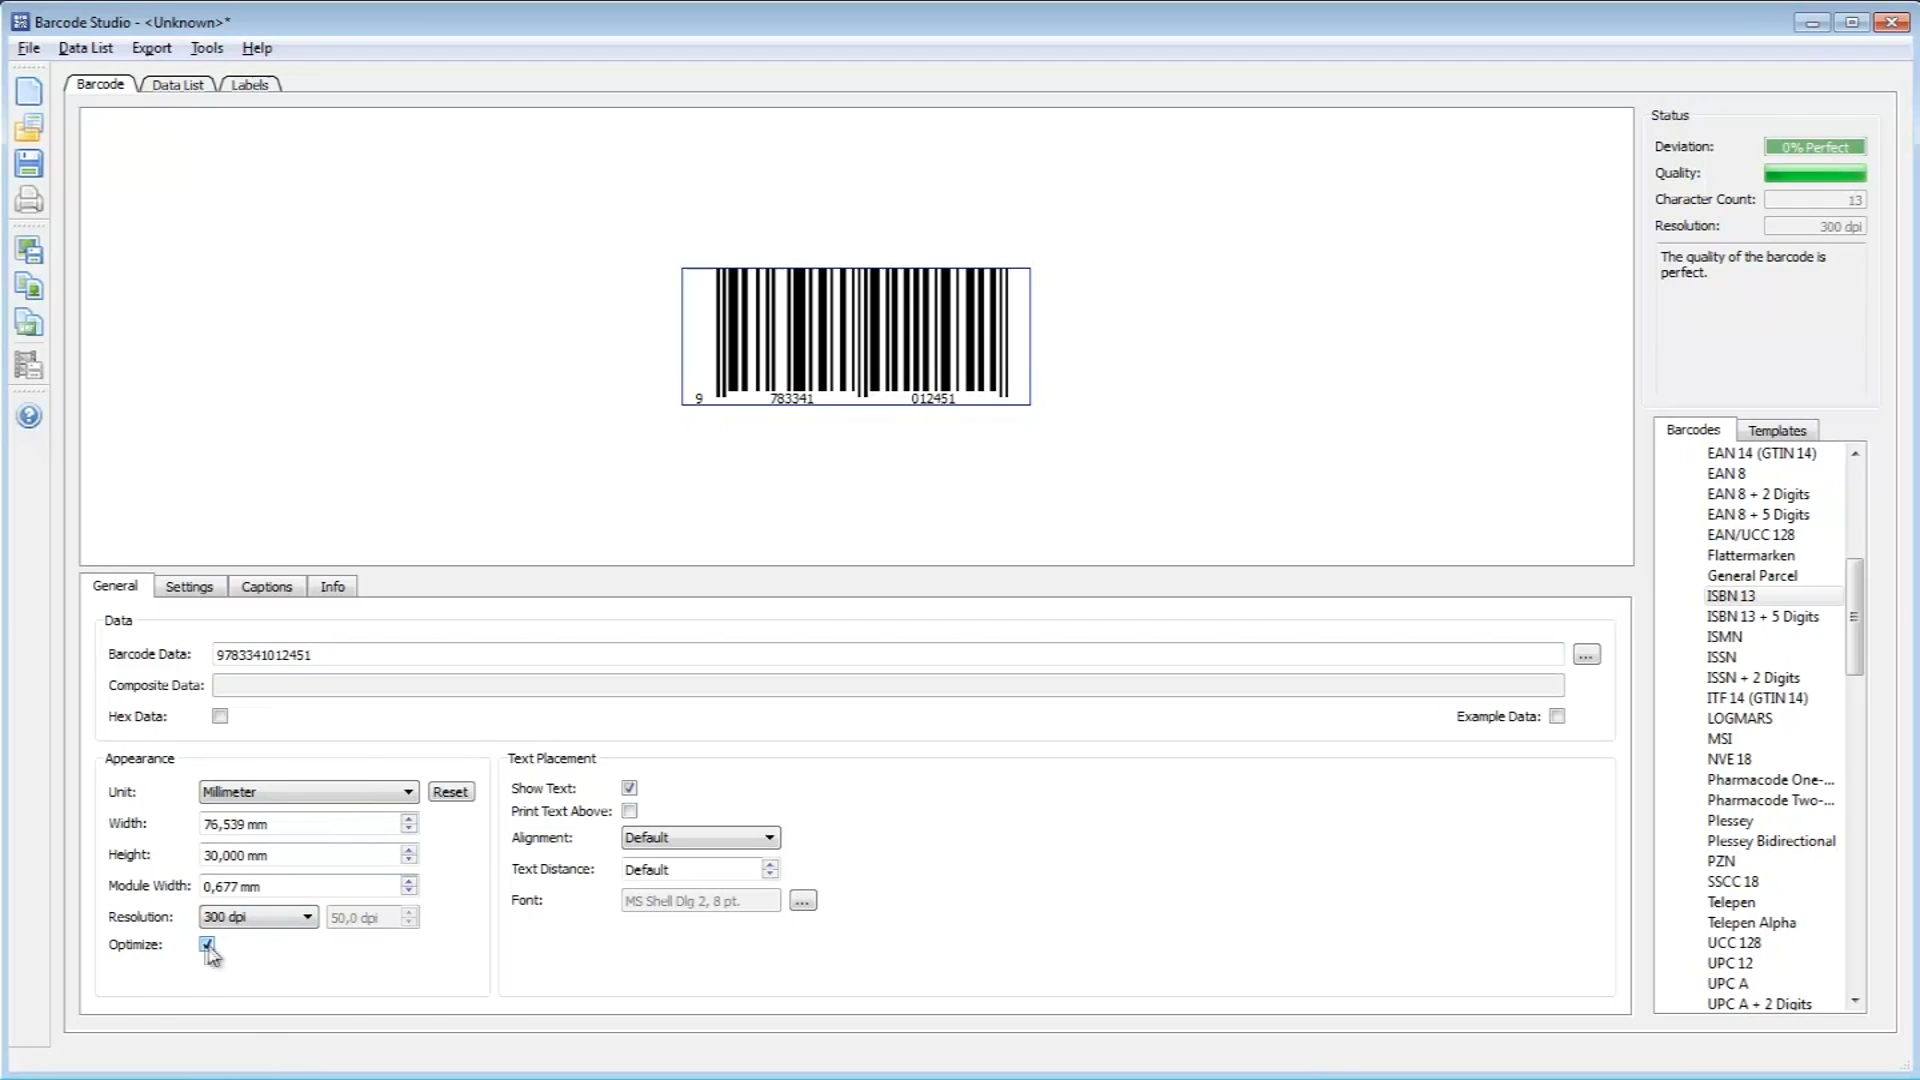 Barcode Studio - <Unknown>*
File Data List Export Tools Help
Barcode Data List Labels
9 783341 012451
Status
Deviation: 0% Perfect
Quality:
Character Count: 13
Resolution: 300 dpi
The quality of the barcode is
perfect.
Barcodes Templates
EAN 14 (GTIN 14)
EAN 8
EAN 8 + 2 Digits
EAN 8 + 5 Digits
EAN/UCC 128
Flattermarken
General Parcel
ISBN 13
ISBN 13 + 5 Digits
ISMN
ISSN
ISSN + 2 Digits
ITF 14 (GTIN 14)
LOGMARS
MSI
NVE 18
Pharmacode One-...
Pharmacode Two-...
Plessey
Plessey Bidirectional
PZN
SSCC 18
Telepen
Telepen Alpha
UCC 128
UPC 12
UPC A
UPC A + 2 Digits
General Settings Captions Info
Data
Barcode Data: 9783341012451 ...
Composite Data:
Hex Data: Example Data:
Appearance
Unit: Millimeter Reset
Width: 76,539 mm
Height: 30,000 mm
Module Width: 0,677 mm
Resolution: 300 dpi 50,0 dpi
Optimize:
Text Placement
Show Text:
Print Text Above:
Alignment: Default
Text Distance: Default
Font: MS Shell Dlg 2, 8 pt. ...